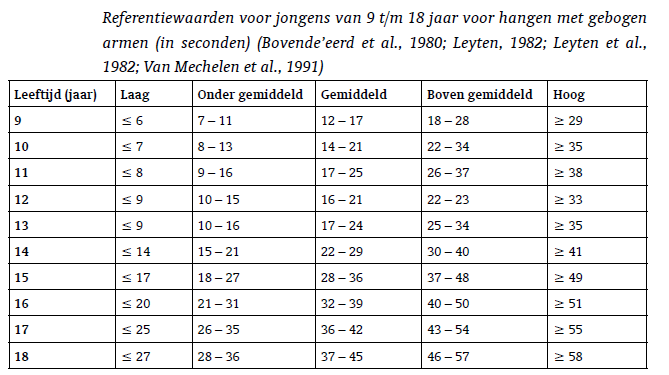 Referentiewaarden voor jongens van 9 t/m 18 jaar voor hangen met gebogen
armen (in seconden) (Bovende’eerd et al., 1980; Leyten, 1982; Leyten et al.,
1982; Van Mechelen et al., 1991)
Leeftijd (jaar) Laag Onder gemiddeld Gemiddeld Boven gemiddeld Hoog
9 ≤ 6 7 – 11 12 – 17 18 – 28 ≥ 29
10 ≤ 7 8 – 13 14 – 21 22 – 34 ≥ 35
11 ≤ 8 9 – 16 17 – 25 26 – 37 ≥ 38
12 ≤ 9 10 – 15 16 – 21 22 – 23 ≥ 33
13 ≤ 9 10 – 16 17 – 24 25 – 34 ≥ 35
14 ≤ 14 15 – 21 22 – 29 30 – 40 ≥ 41
15 ≤ 17 18 – 27 28 – 36 37 – 48 ≥ 49
16 ≤ 20 21 – 31 32 – 39 40 – 50 ≥ 51
17 ≤ 25 26 – 35 36 – 42 43 – 54 ≥ 55
18 ≤ 27 28 – 36 37 – 45 46 – 57 ≥ 58